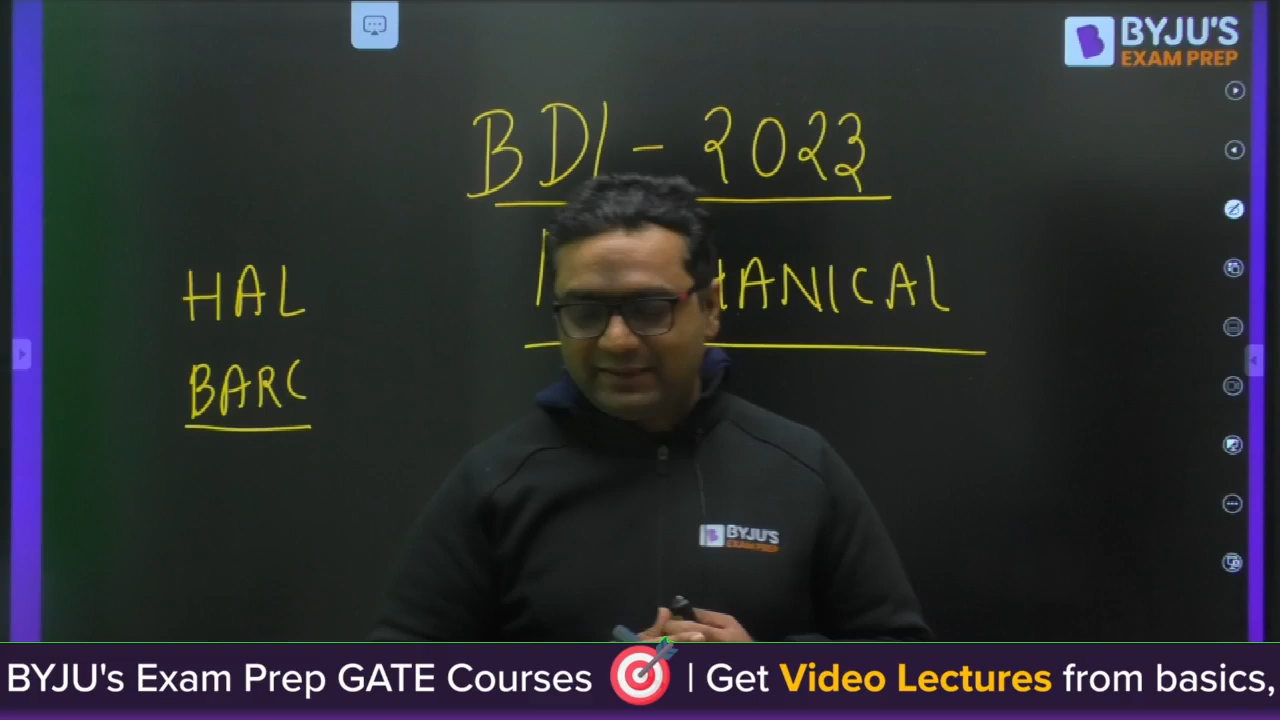 BYJU'S
EXAM PREP
BDL - 2023
HANICAL
HAL
BARC
BYJU'S
EXAM PREP
BYJU's Exam Prep GATE Courses | Get Video Lectures from basics,